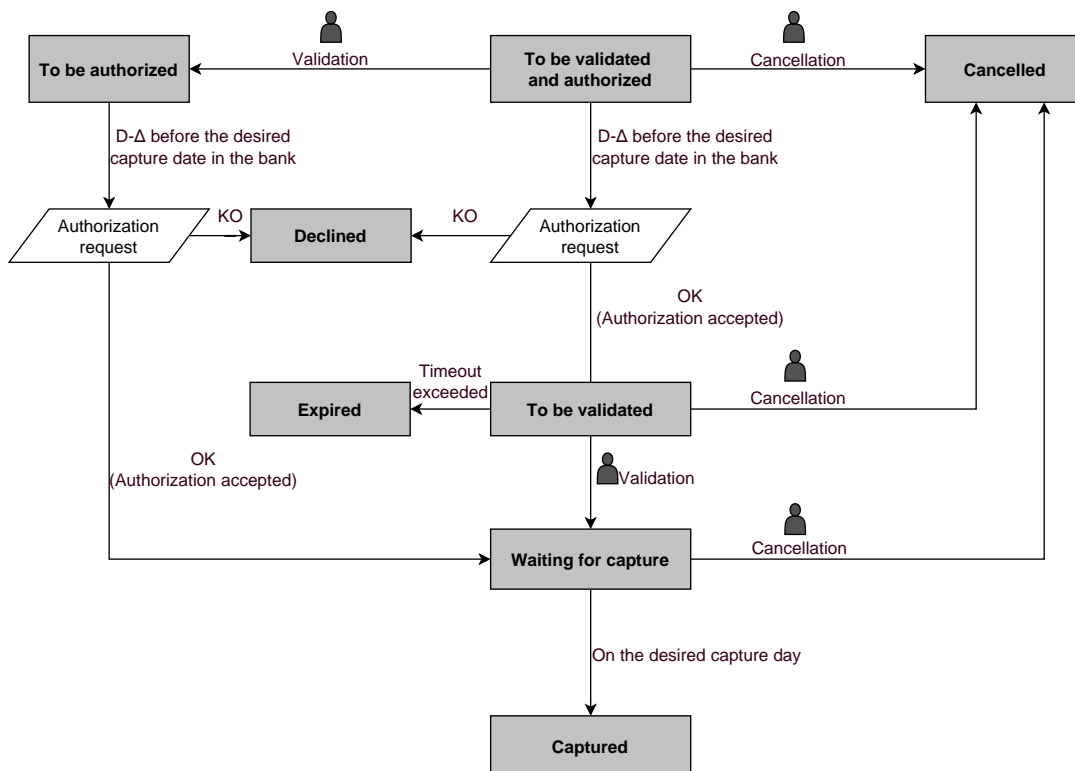 Validation
Cancellation
To be authorized
To be validated
and authorized
Cancelled
D-Δ before the desired
capture date in the bank
D-Δ before the desired
capture date in the bank
Authorization
request
KO
Declined
KO
Authorization
request
OK
(Authorization accepted)
Timeout
exceeded
Expired
To be validated
Cancellation
OK
(Authorization accepted)
Validation
Waiting for capture
Cancellation
On the desired capture day
Captured